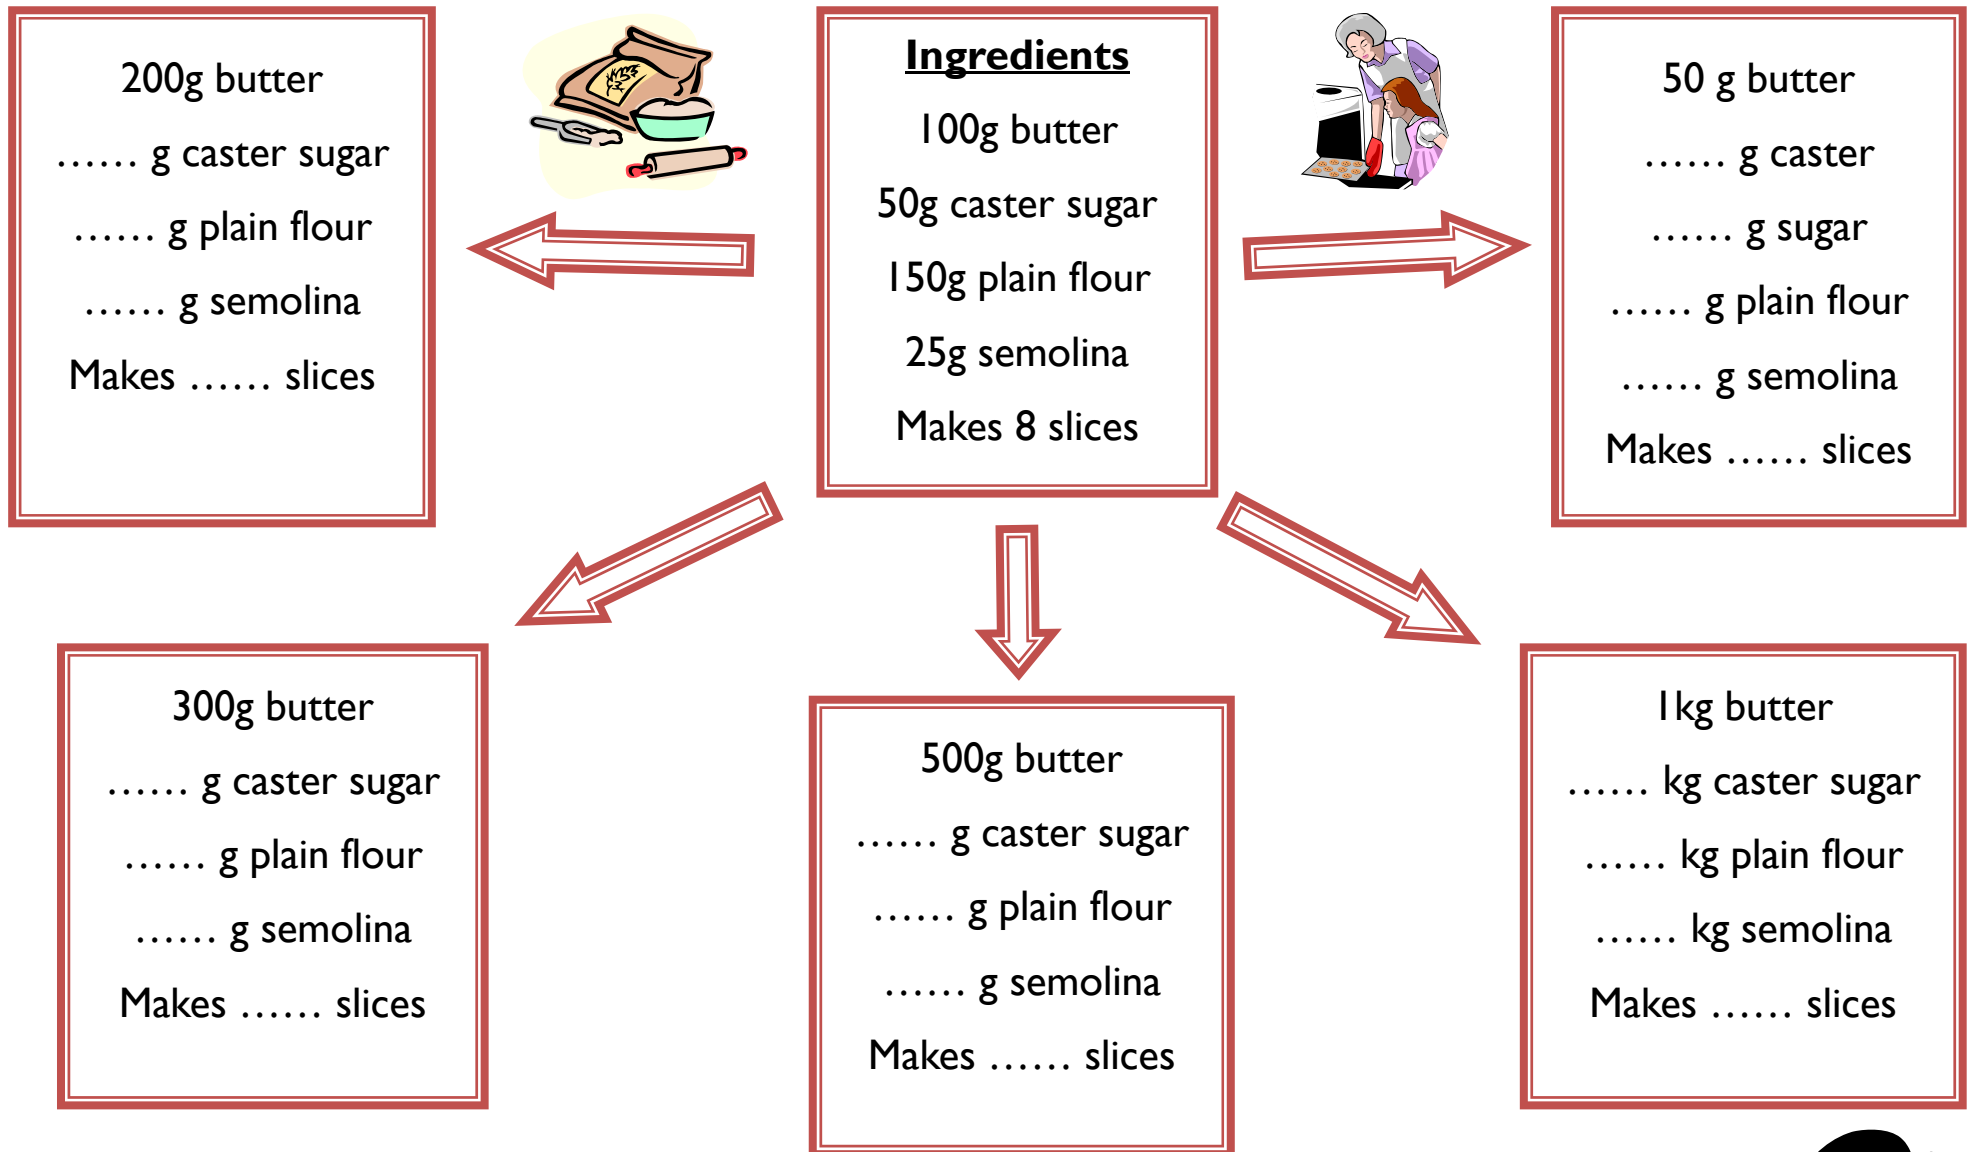 200g butter
…… g caster sugar
…… g plain flour
…… g semolina
Makes …… slices
Ingredients
100g butter
50g caster sugar
150g plain flour
25g semolina
Makes 8 slices
50 g butter
…… g caster
…… g sugar
…… g plain flour
…… g semolina
Makes …… slices
300g butter
…… g caster sugar
…… g plain flour
…… g semolina
Makes …… slices
500g butter
…… g caster sugar
…… g plain flour
…… g semolina
Makes …… slices
1kg butter
…… kg caster sugar
…… kg plain flour
…… kg semolina
Makes …… slices